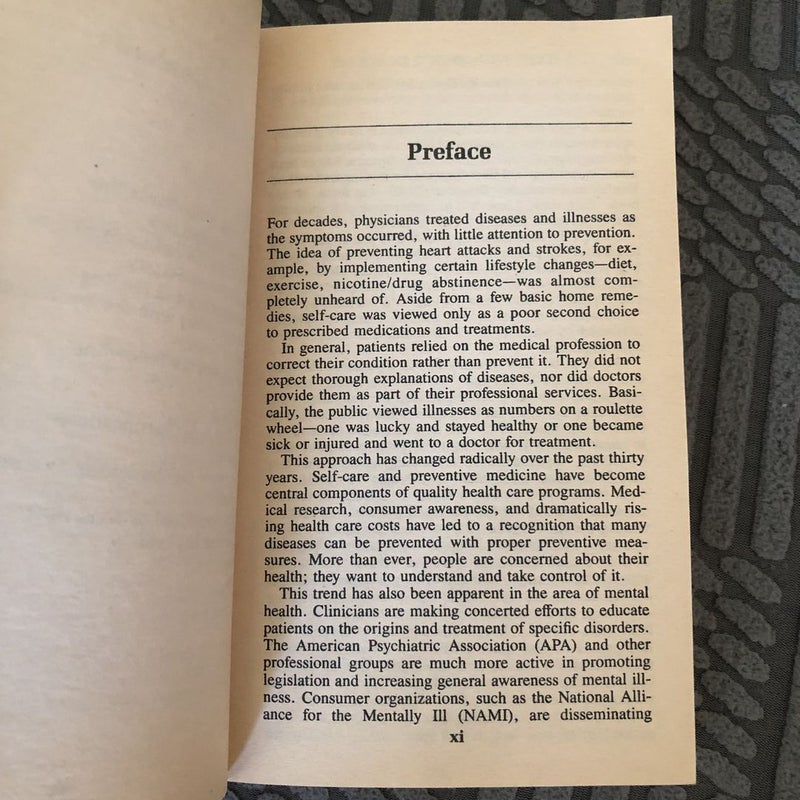 Preface
For decades, physicians treated diseases and illnesses as
the symptoms occurred, with little attention to prevention.
The idea of preventing heart attacks and strokes, for ex-
ample, by implementing certain lifestyle changes—diet,
exercise, nicotine/drug abstinence—was almost com-
pletely unheard of. Aside from a few basic home reme-
dies, self-care was viewed only as a poor second choice
to prescribed medications and treatments.
In general, patients relied on the medical profession to
correct their condition rather than prevent it. They did not
expect thorough explanations of diseases, nor did doctors
provide them as part of their professional services. Basi-
cally, the public viewed illnesses as numbers on a roulette
wheel—one was lucky and stayed healthy or one became
sick or injured and went to a doctor for treatment.
This approach has changed radically over the past thirty
years. Self-care and preventive medicine have become
central components of quality health care programs. Med-
ical research, consumer awareness, and dramatically ris-
ing health care costs have led to a recognition that many
diseases can be prevented with proper preventive mea-
sures. More than ever, people are concerned about their
health; they want to understand and take control of it.
This trend has also been apparent in the area of mental
health. Clinicians are making concerted efforts to educate
patients on the origins and treatment of specific disorders.
The American Psychiatric Association (APA) and other
professional groups are much more active in promoting
legislation and increasing general awareness of mental ill-
ness. Consumer organizations, such as the National Alli-
ance for the Mentally Ill (NAMI), are disseminating
xi